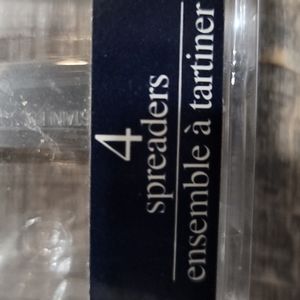 4
spreaders
ensemble à tartiner